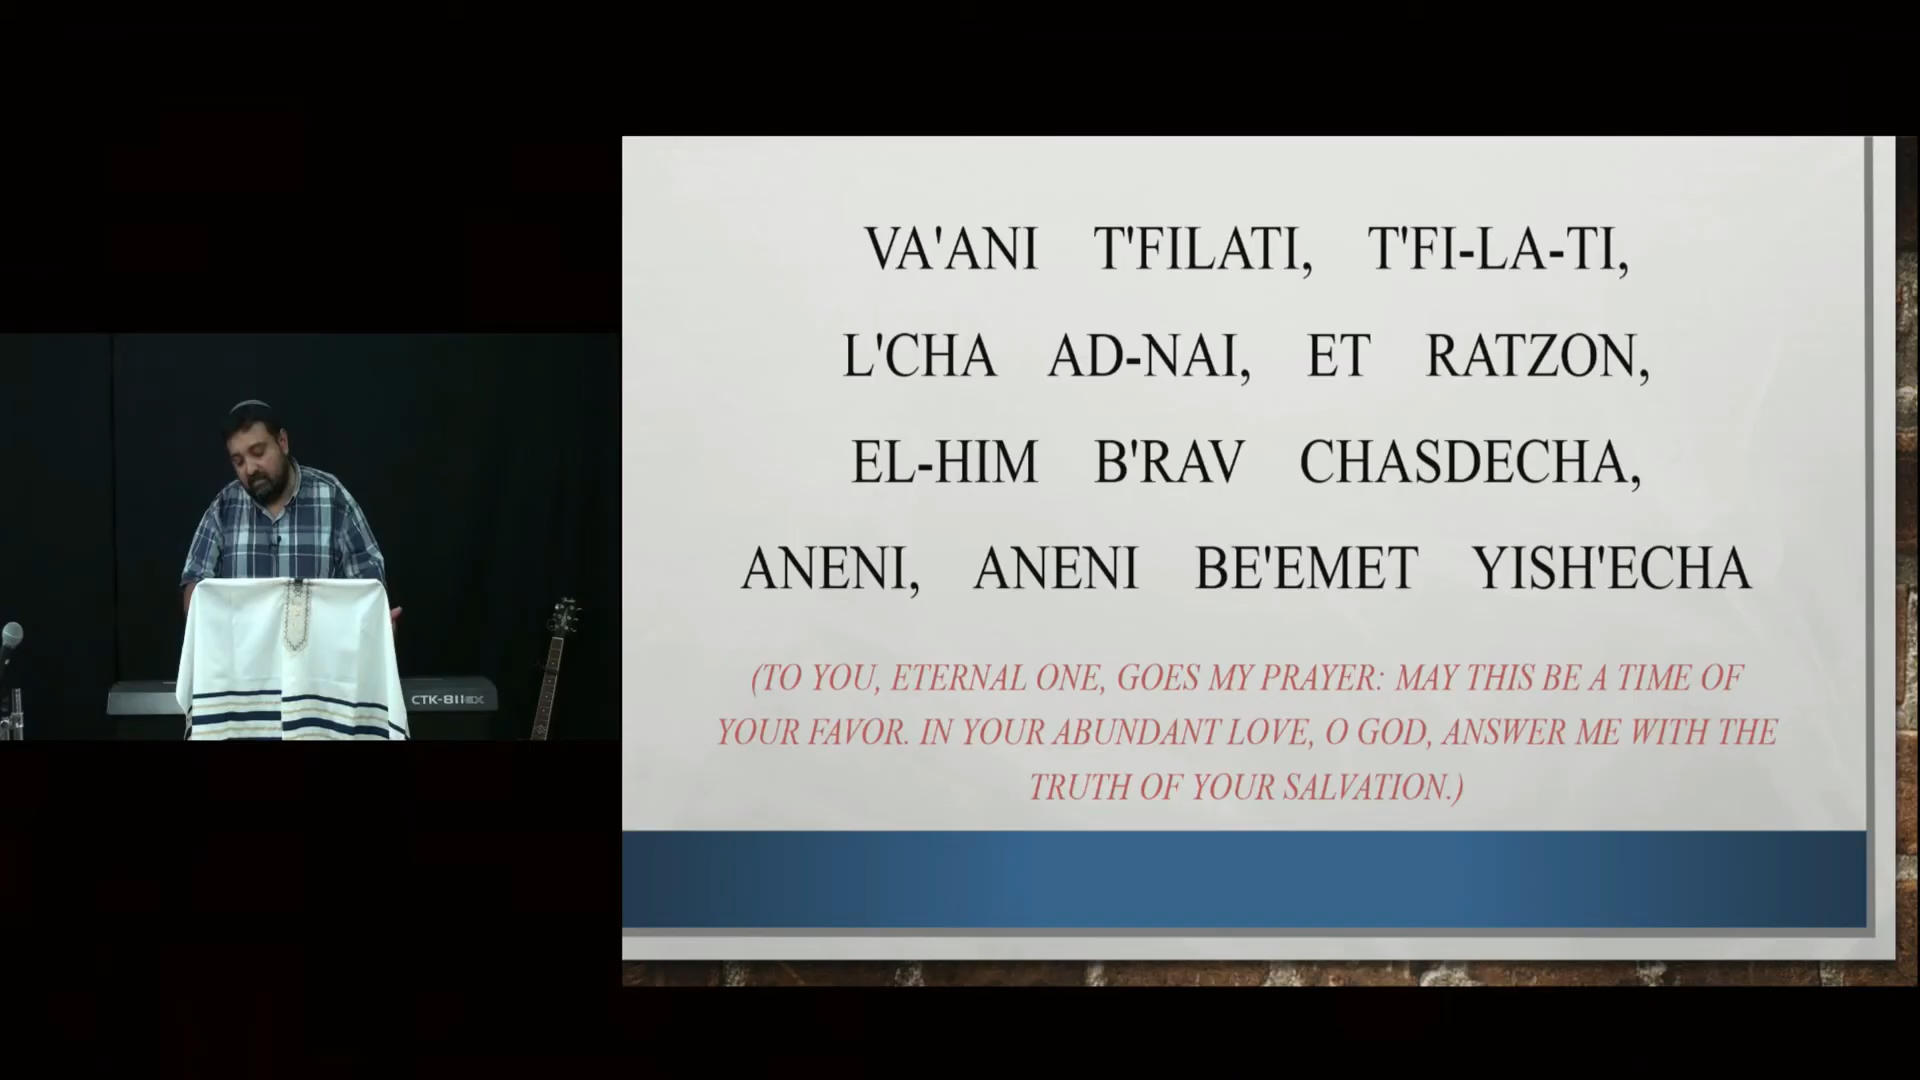 VA'ANI T'FILATI, T'FI-LA-TI,
L'CHA AD-NAI, ET RATZON,
EL-HIM B'RAV CHASDECHA,
ANENI, ANENI BE'EMET YISH'ECHA
(TO YOU, ETERNAL ONE, GOES MY PRAYER: MAY THIS BE A TIME OF
YOUR FAVOR. IN YOUR ABUNDANT LOVE, O GOD, ANSWER ME WITH THE
TRUTH OF YOUR SALVATION.)